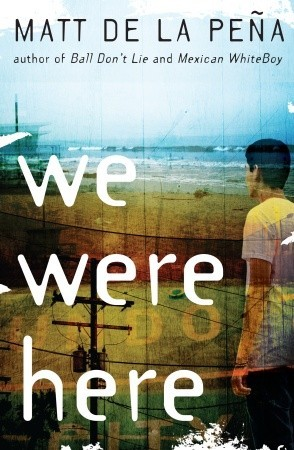 MATT DE LA PEÑA
author of Ball Don't Lie and Mexican WhiteBoy
we
were
here